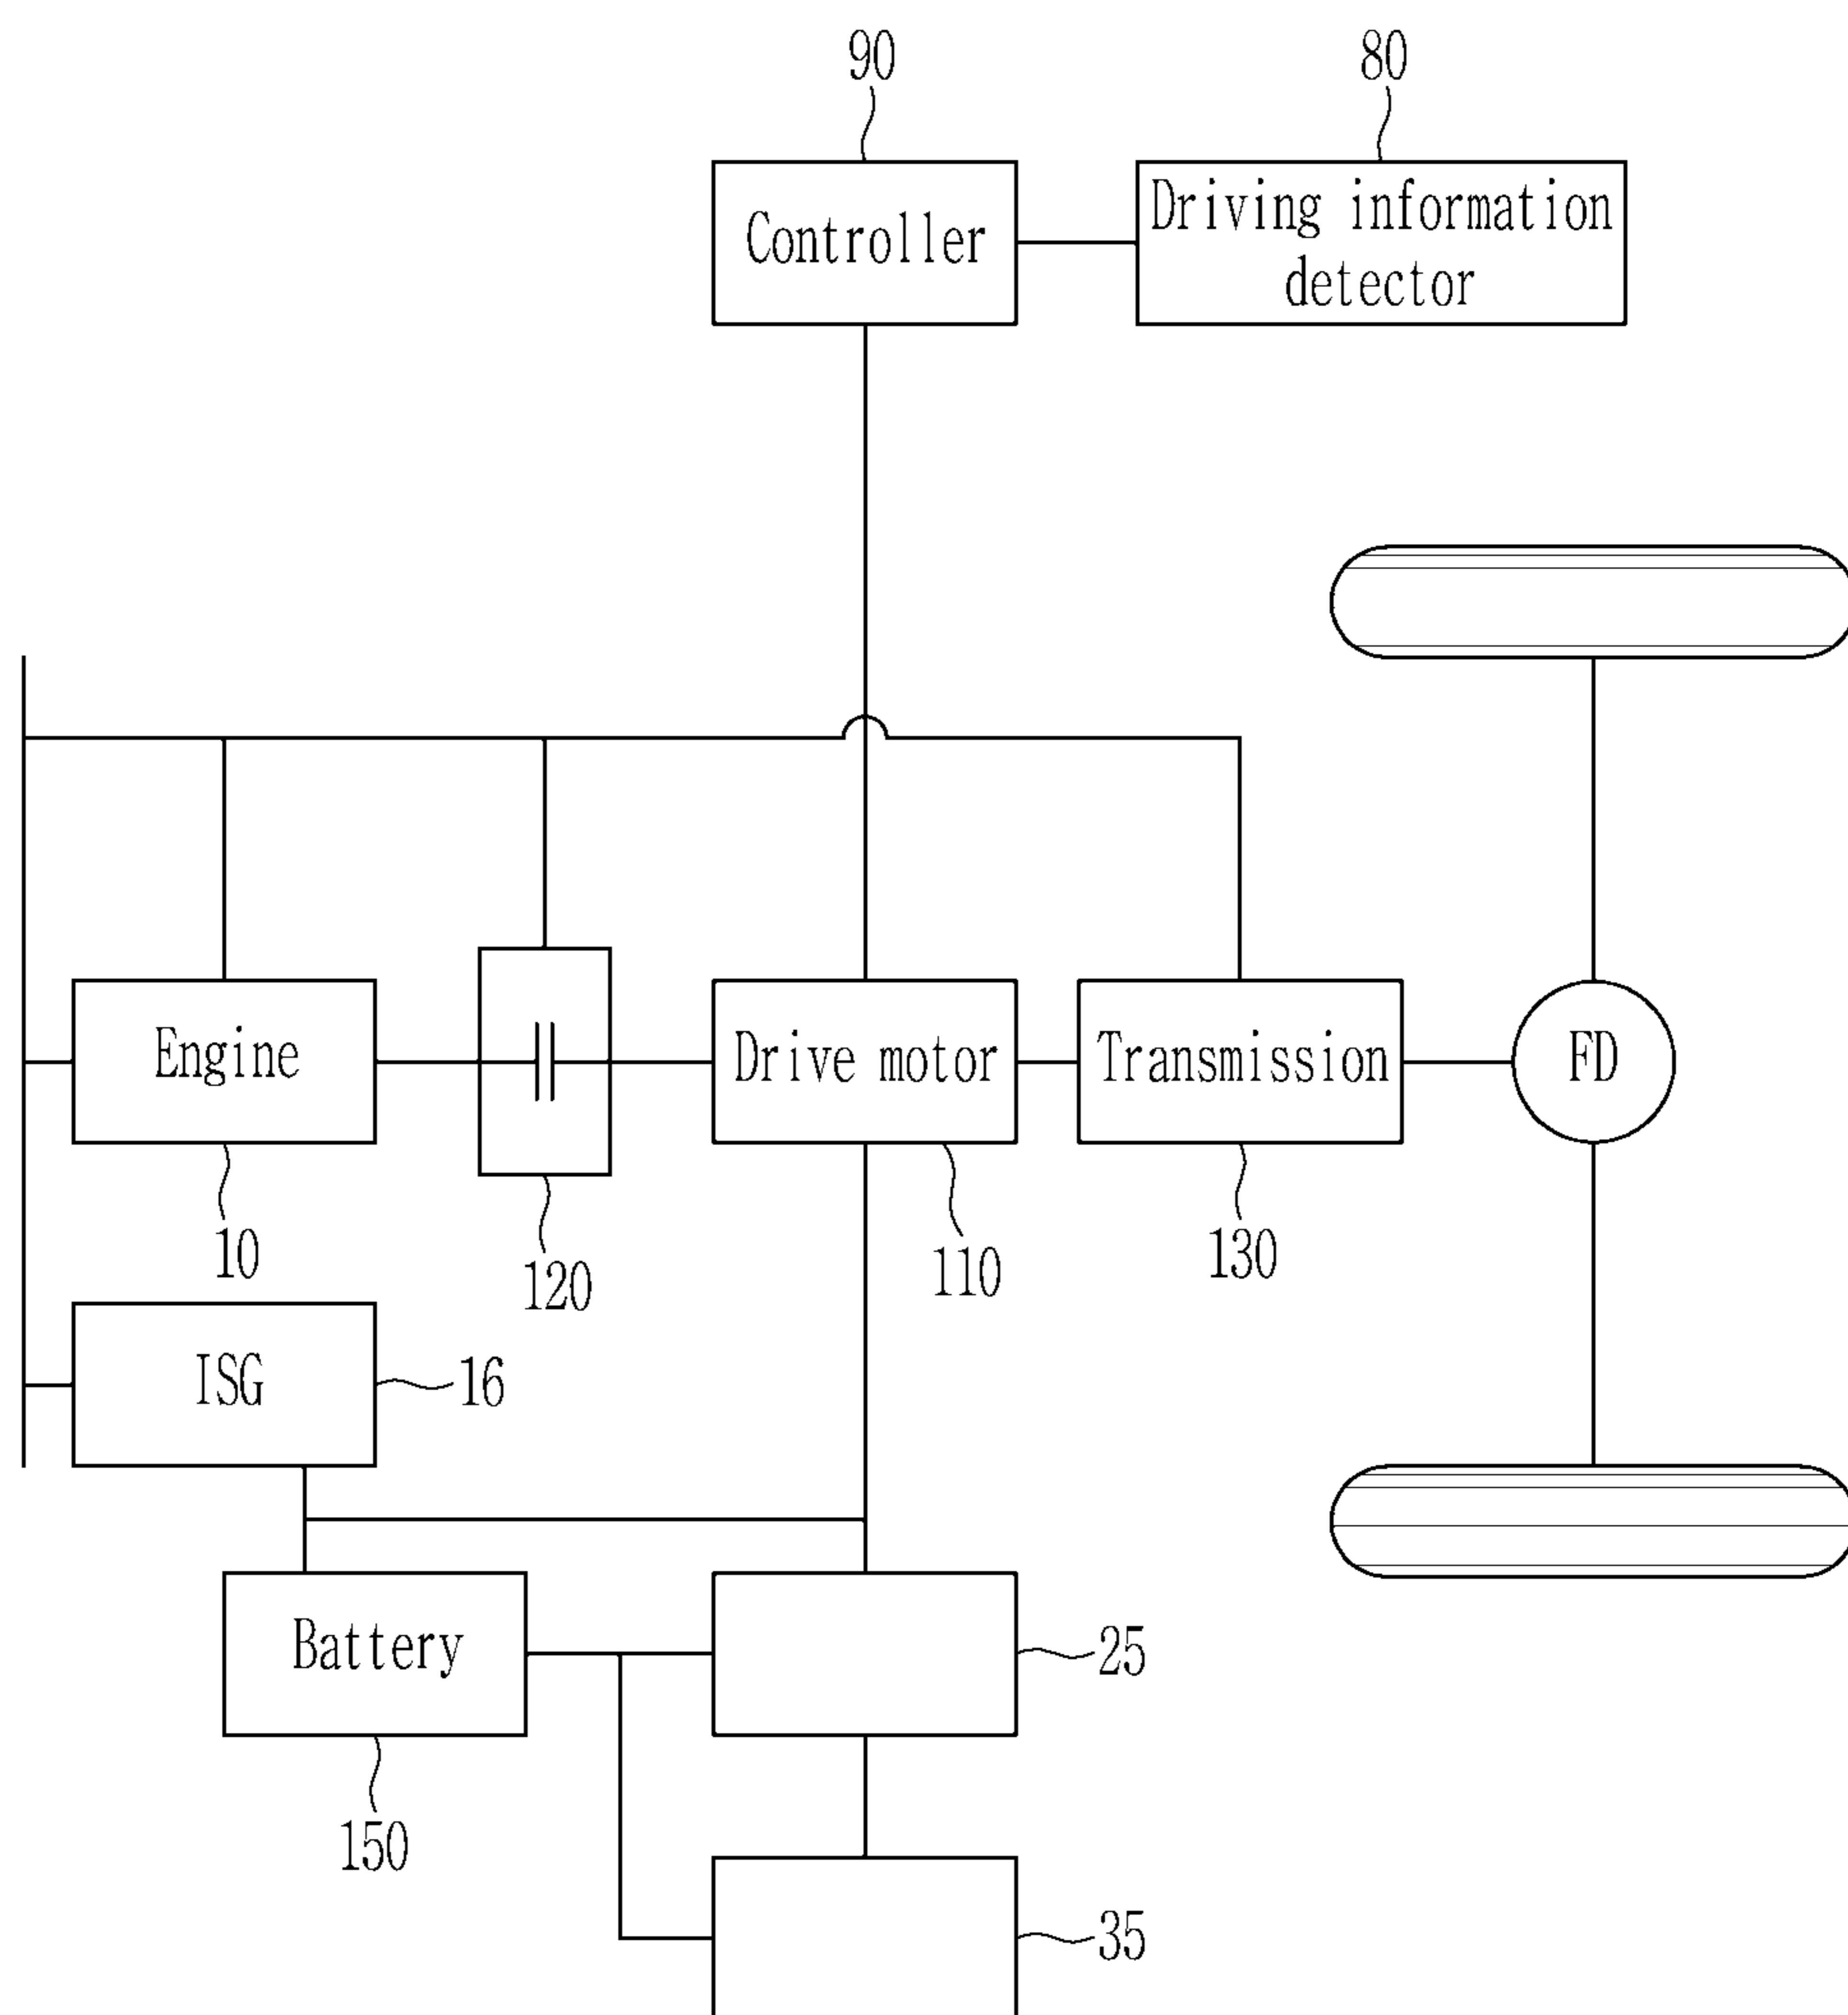 90
80
Controller
Driving information
detector
Engine
Drive motor
Transmission
FD
10
120
110
130
ISG
16
Battery
25
150
35